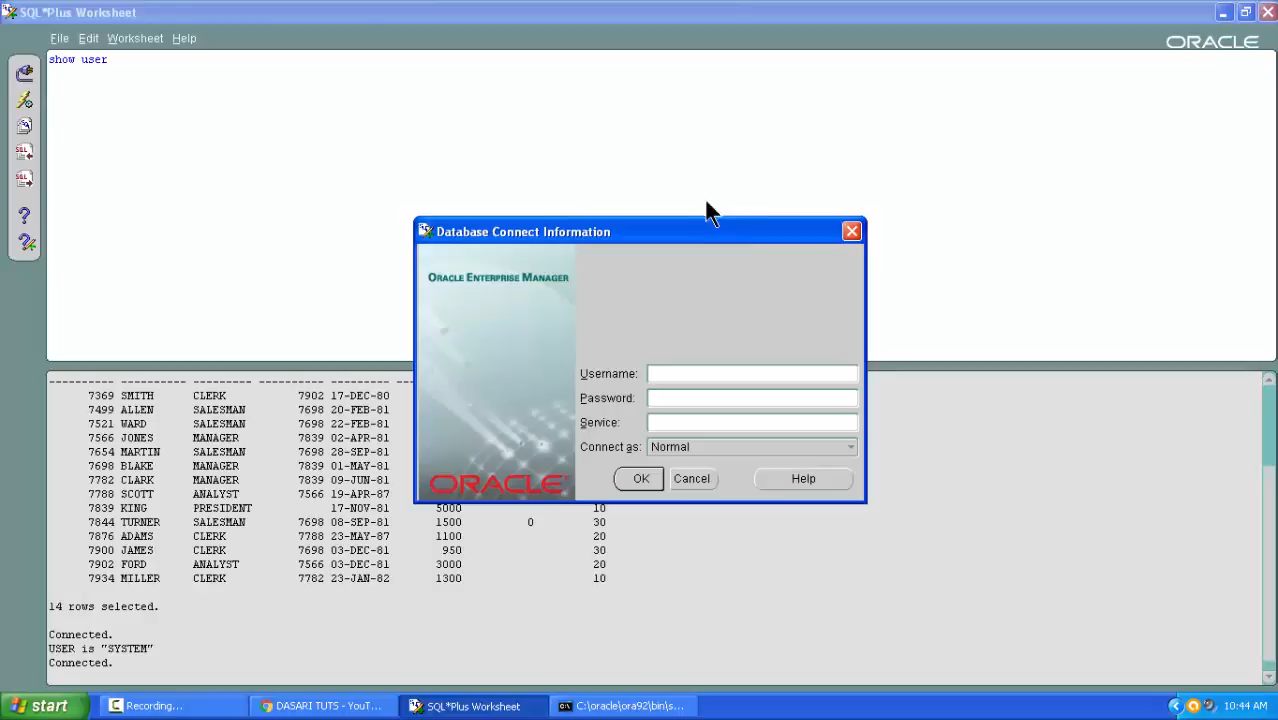 SQL*Plus Worksheet
File Edit Worksheet Help
ORACLE
show user
Database Connect Information
ORACLE ENTERPRISE MANAGER
Username:
Password:
Service:
Connect as: Normal
ORACLE
OK Cancel Help
---------- ---------- --------- ---------- --------- --
7369 SMITH CLERK 7902 17-DEC-80
7499 ALLEN SALESMAN 7698 20-FEB-81
7521 WARD SALESMAN 7698 22-FEB-81
7566 JONES MANAGER 7839 02-APR-81
7654 MARTIN SALESMAN 7698 28-SEP-81
7698 BLAKE MANAGER 7839 01-MAY-81
7782 CLARK MANAGER 7839 09-JUN-81
7788 SCOTT ANALYST 7566 19-APR-87
7839 KING PRESIDENT 17-NOV-81 5000 10
7844 TURNER SALESMAN 7698 08-SEP-81 1500 0 30
7876 ADAMS CLERK 7788 23-MAY-87 1100 20
7900 JAMES CLERK 7698 03-DEC-81 950 30
7902 FORD ANALYST 7566 03-DEC-81 3000 20
7934 MILLER CLERK 7782 23-JAN-82 1300 10
14 rows selected.
Connected.
USER is "SYSTEM"
Connected.
start Recording... DASARI TUTS - YouT... SQL*Plus Worksheet C:\oracle\ora92\bin\s... 10:44 AM